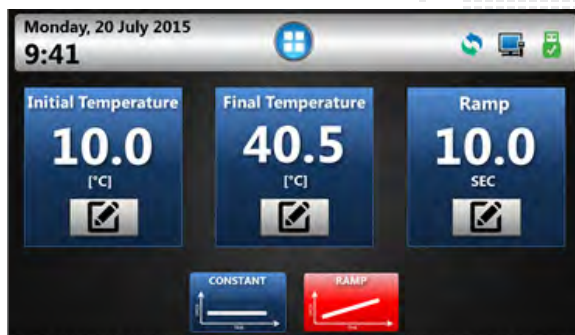 Monday, 20 July 2015
9:41
Initial Temperature
10.0
[°C]
Final Temperature
40.5
[°C]
Ramp
10.0
SEC
CONSTANT
RAMP